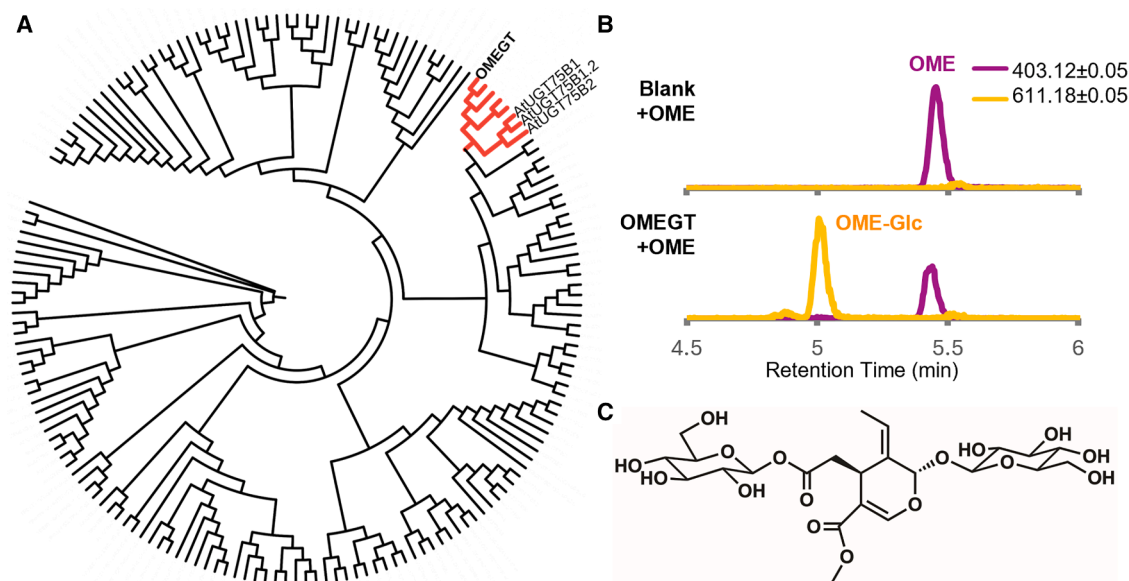 A
OMEGT
AtUGT75B1
AtUGT75B1.2
AtUGT75B2
B
OME
403.12±0.05
611.18±0.05
Blank
+OME
OMEGT
+OME
OME-Glc
4.5 5 5.5 6
Retention Time (min)
C
OH
HO
HO
OH
O
O
O
O
O
HO
OH
OH
OH
O
O
O
O